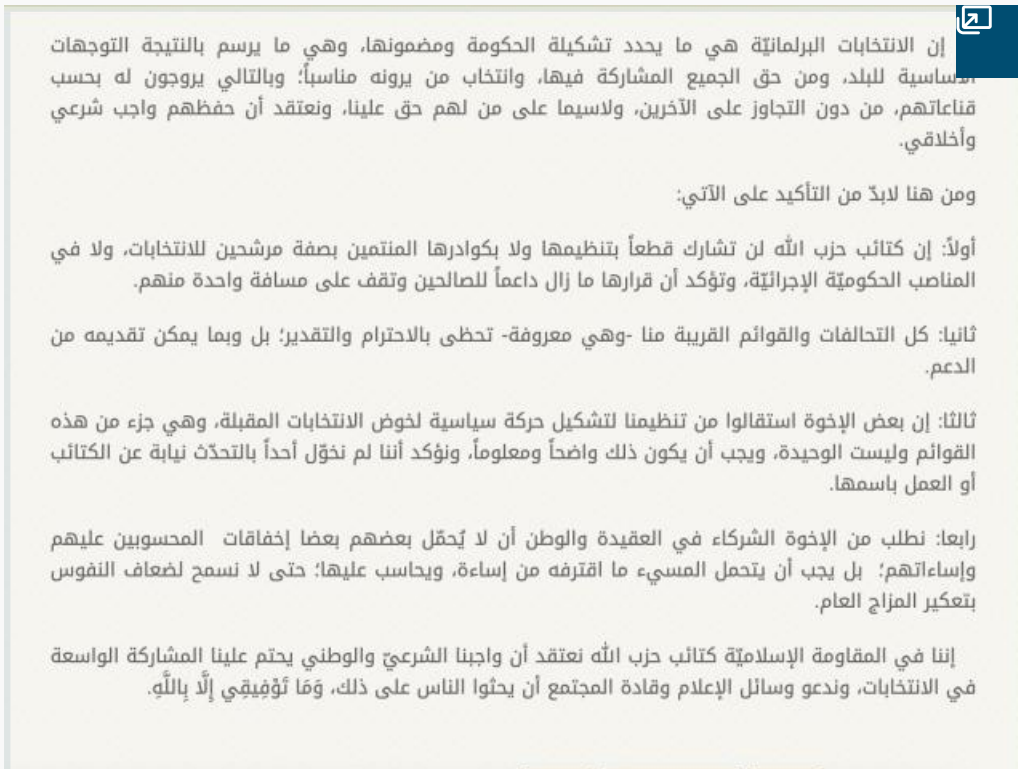 إن الانتخابات البرلمانيّة هي ما يحدد تشكيلة الحكومة ومضمونها، وهي ما يرسم بالنتيجة التوجهات
الأساسية للبلد، ومن حق الجميع المشاركة فيها، وانتخاب من يرونه مناسباً؛ وبالتالي يروجون له بحسب
قناعاتهم، من دون التجاوز على الآخرين، ولاسيما على من لهم حق علينا، ونعتقد أن حفظهم واجب شرعي
وأخلاقي.
ومن هنا لابدّ من التأكيد على الآتي:
أولاً: إن كتائب حزب الله لن تشارك قطعاً بتنظيمها ولا بكوادرها المنتمين بصفة مرشحين للانتخابات، ولا في
المناصب الحكوميّة الإجرائيّة، وتؤكد أن قرارها ما زال داعماً للصالحين وتقف على مسافة واحدة منهم.
ثانيا: كل التحالفات والقوائم القريبة منا -وهي معروفة- تحظى بالاحترام والتقدير؛ بل وبما يمكن تقديمه من
الدعم.
ثالثا: إن بعض الإخوة استقالوا من تنظيمنا لتشكيل حركة سياسية لخوض الانتخابات المقبلة، وهي جزء من هذه
القوائم وليست الوحيدة، ويجب أن يكون ذلك واضحاً ومعلوماً، ونؤكد أننا لم نخوّل أحداً بالتحدّث نيابة عن الكتائب
أو العمل باسمها.
رابعا: نطلب من الإخوة الشركاء في العقيدة والوطن أن لا يُحمّل بعضهم بعضا إخفاقات المحسوبين عليهم
وإساءاتهم؛ بل يجب أن يتحمل المسيء ما اقترفه من إساءة، ويحاسب عليها؛ حتى لا نسمح لضعاف النفوس
بتعكير المزاج العام.
إننا في المقاومة الإسلاميّة كتائب حزب الله نعتقد أن واجبنا الشرعيّ والوطني يحتم علينا المشاركة الواسعة
في الانتخابات، وندعو وسائل الإعلام وقادة المجتمع أن يحثوا الناس على ذلك، وَمَا تَوْفِيقِي إِلَّا بِاللَّهِ.